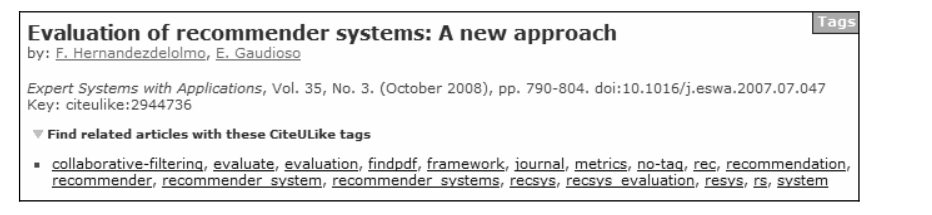 Tags
Evaluation of recommender systems: A new approach
by: F. Hernandezdelolmo, E. Gaudioso
Expert Systems with Applications, Vol. 35, No. 3. (October 2008), pp. 790-804. doi:10.1016/j.eswa.2007.07.047
Key: citeulike:2944736
Find related articles with these CiteULike tags
collaborative-filtering, evaluate, evaluation, findpdf, framework, journal, metrics, no-tag, rec, recommendation,
recommender, recommender_system, recommender_systems, recsys, recsys_evaluation, resys, rs, system